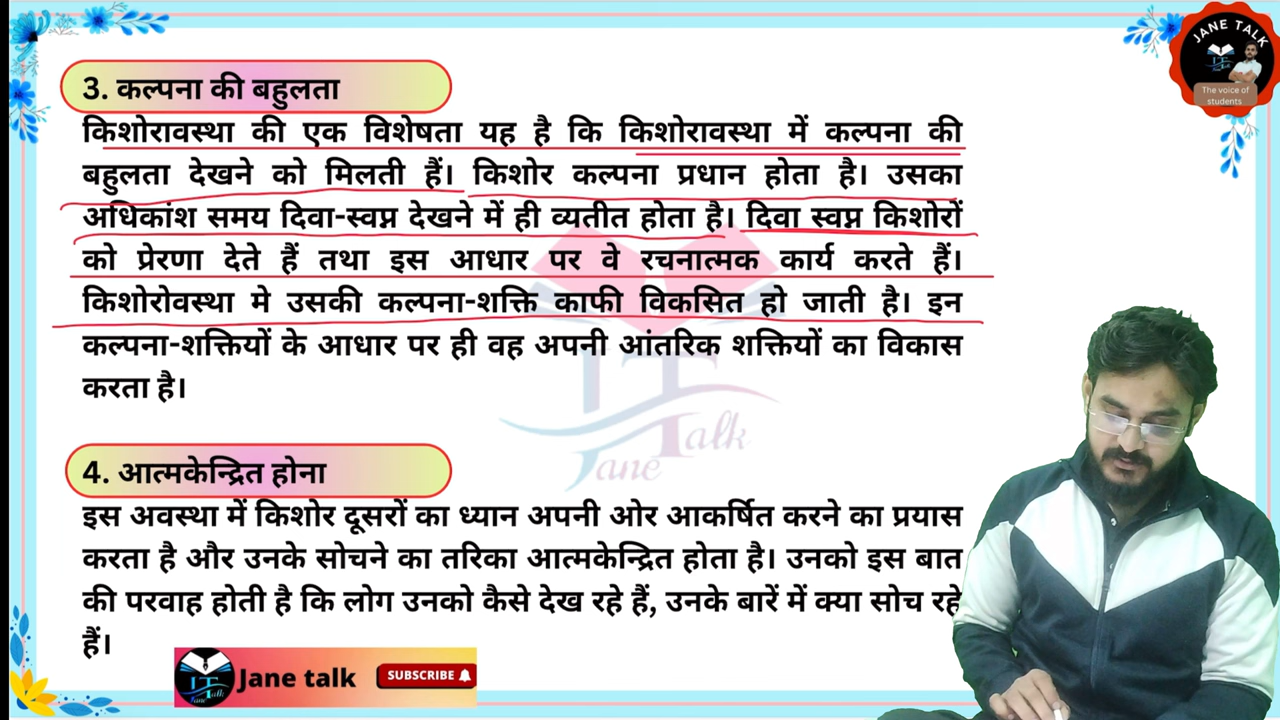 JANE TALK
The voice of
students
3. कल्पना की बहुलता
किशोरावस्था की एक विशेषता यह है कि किशोरावस्था में कल्पना की
बहुलता देखने को मिलती हैं। किशोर कल्पना प्रधान होता है। उसका
अधिकांश समय दिवा-स्वप्न देखने में ही व्यतीत होता है। दिवा स्वप्न किशोरों
को प्रेरणा देते हैं तथा इस आधार पर वे रचनात्मक कार्य करते हैं।
किशोरोवस्था मे उसकी कल्पना-शक्ति काफी विकसित हो जाती है। इन
कल्पना-शक्तियों के आधार पर ही वह अपनी आंतरिक शक्तियों का विकास
करता है।
Talk
Jane
4. आत्मकेन्द्रित होना
इस अवस्था में किशोर दूसरों का ध्यान अपनी ओर आकर्षित करने का प्रयास
करता है और उनके सोचने का तरिका आत्मकेन्द्रित होता है। उनको इस बात
की परवाह होती है कि लोग उनको कैसे देख रहे हैं, उनके बारें में क्या सोच रहे
हैं।
Jane talk
SUBSCRIBE